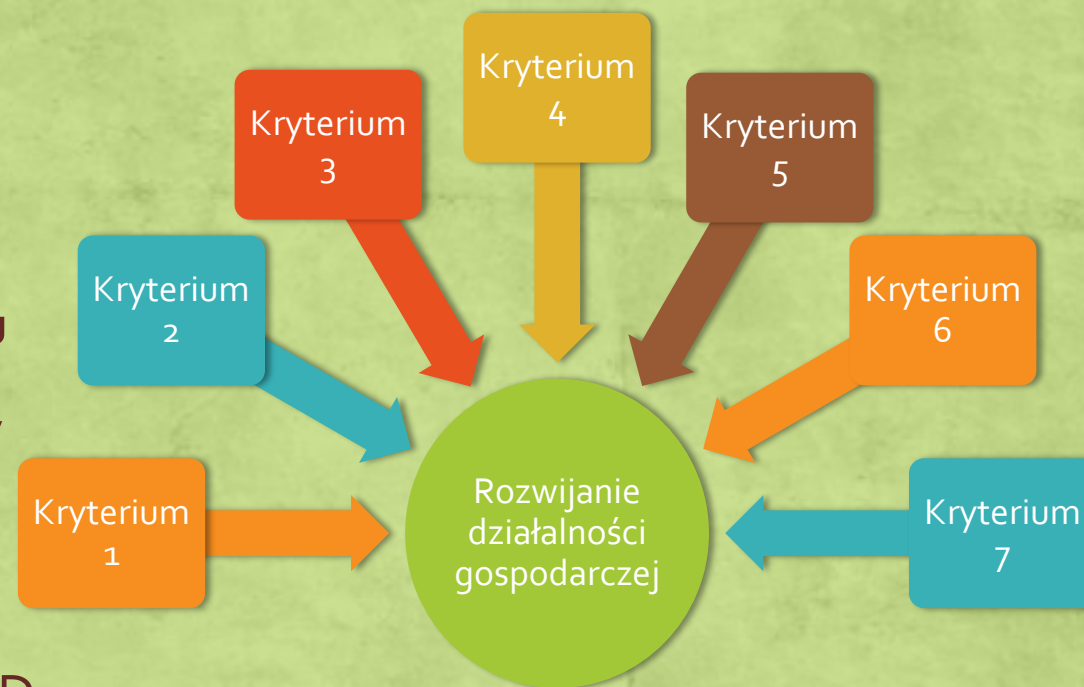 Kryterium
1
Kryterium
2
Kryterium
3
Kryterium
4
Kryterium
5
Kryterium
6
Kryterium
7
Rozwijanie
działalności
gospodarczej